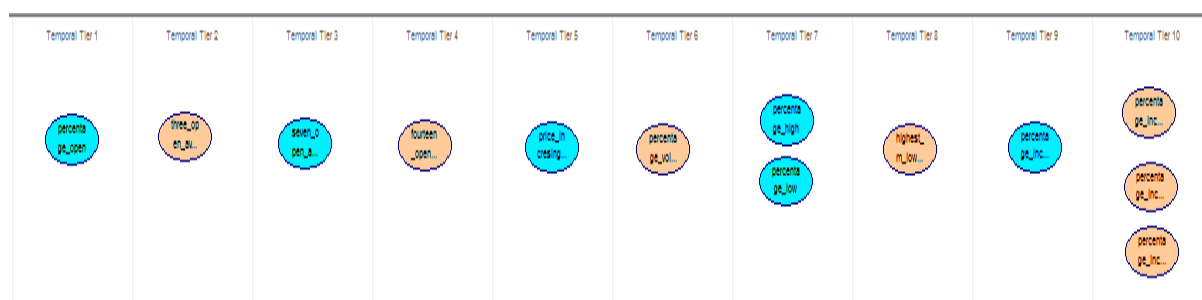 Temporal Tier 1
Temporal Tier 2
Temporal Tier 3
Temporal Tier 4
Temporal Tier 5
Temporal Tier 6
Temporal Tier 7
Temporal Tier 8
Temporal Tier 9
Temporal Tier 10
percenta
ge_open
three_op
en_av...
seven_o
pen_a...
fourteen
_open...
price_in
cresing...
percenta
ge_vol...
percenta
ge_high
percenta
ge_low
highest_
m_low...
percenta
ge_inc...
percenta
ge_inc...
percenta
ge_inc...
percenta
ge_inc...